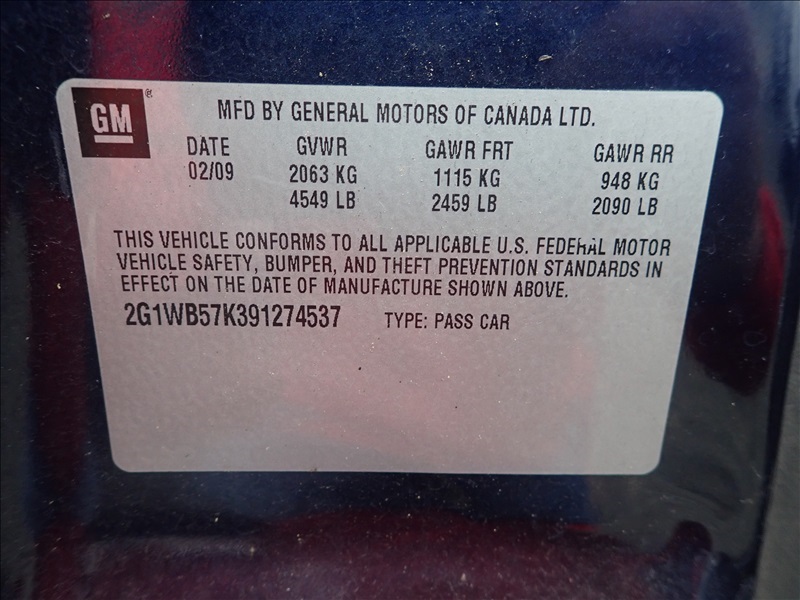 GM®
MFD BY GENERAL MOTORS OF CANADA LTD.
DATE GVWR GAWR FRT GAWR RR
02/09 2063 KG 1115 KG 948 KG
4549 LB 2459 LB 2090 LB
THIS VEHICLE CONFORMS TO ALL APPLICABLE U.S. FEDERAL MOTOR
VEHICLE SAFETY, BUMPER, AND THEFT PREVENTION STANDARDS IN
EFFECT ON THE DATE OF MANUFACTURE SHOWN ABOVE.
2G1WB57K391274537 TYPE: PASS CAR